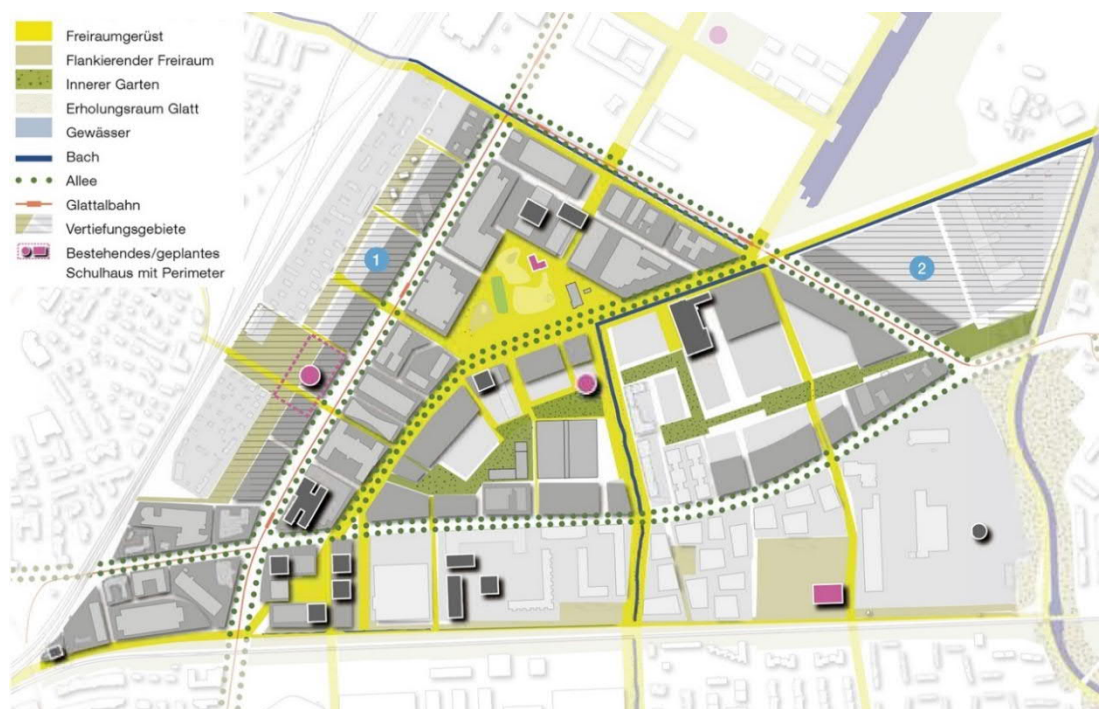 Freiraumgerüst
Flankierender Freiraum
Innerer Garten
Erholungsraum Glatt
Gewässer
Bach
Allee
Glattalbahn
Vertiefungsgebiete
Bestehendes/geplantes
Schulhaus mit Perimeter
1
2